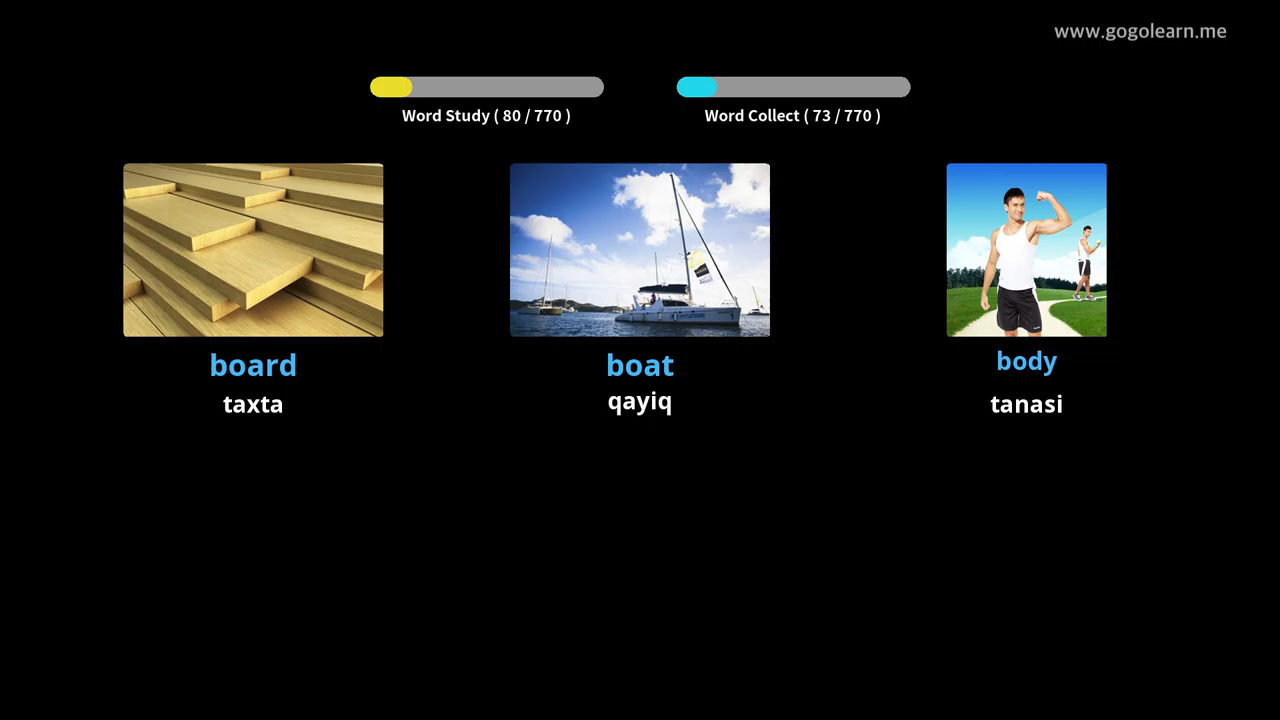 www.gogolearn.me
Word Study ( 80 / 770 )
Word Collect ( 73 / 770 )
board
boat
body
taxta
qayiq
tanasi